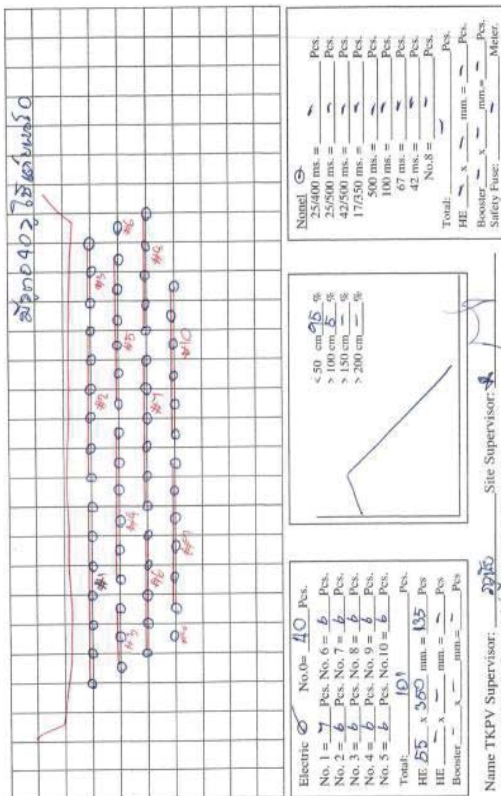 #1 #2 #3
#4 #5 #6
#6 #7 #8
#10
Electric No.0= 40 Pcs.
No. 1 = 7 Pcs. No. 6 = 6 Pcs.
No. 2 = 6 Pcs. No. 7 = 6 Pcs.
No. 3 = 6 Pcs. No. 8 = 6 Pcs.
No. 4 = 6 Pcs. No. 9 = 6 Pcs.
No. 5 = 6 Pcs. No.10 = 6 Pcs.
Total: 101 Pcs.
HE 55 x 350 mm. = 135 Pcs
HE - x - mm. = - Pcs.
Booster - x - mm. = - Pcs.
< 50 cm 95 %
> 100 cm 5 %
> 150 cm - %
> 200 cm - %
Nonel
25/400 ms. = - Pcs.
25/500 ms. = - Pcs.
42/500 ms. = - Pcs.
17/350 ms. = - Pcs.
500 ms. = - Pcs.
100 ms. = - Pcs.
67 ms. = - Pcs.
42 ms. = - Pcs.
No.8 = - Pcs.
Total: - Pcs.
HE - x - mm. = - Pcs.
Booster - x - mm.= - Pcs.
Safety Fuse: - Meter.
Name TKPV Supervisor:
Site Supervisor: